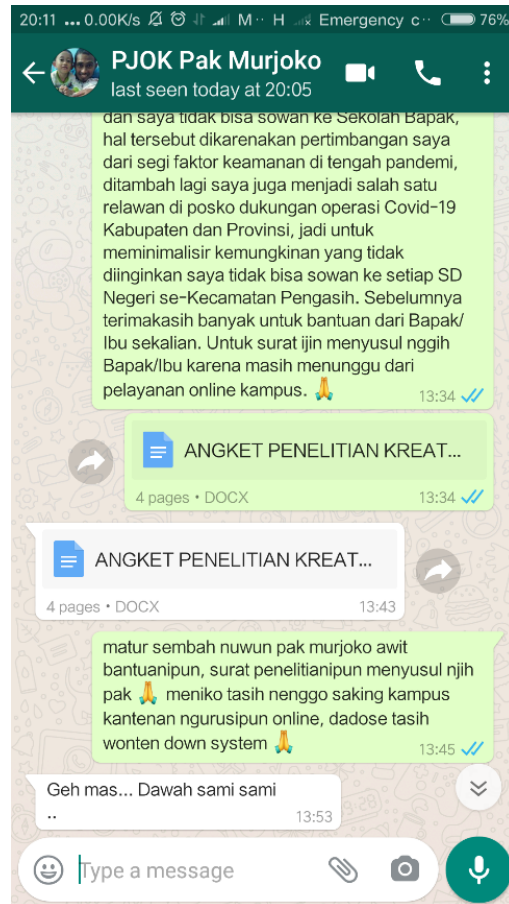 20:11 ... 0.00K/s M·· H Emergency c·· 76%
PJOK Pak Murjoko
last seen today at 20:05
dan saya tidak bisa sowan ke Sekolah Bapak,
hal tersebut dikarenakan pertimbangan saya
dari segi faktor keamanan di tengah pandemi,
ditambah lagi saya juga menjadi salah satu
relawan di posko dukungan operasi Covid-19
Kabupaten dan Provinsi, jadi untuk
meminimalisir kemungkinan yang tidak
diinginkan saya tidak bisa sowan ke setiap SD
Negeri se-Kecamatan Pengasih. Sebelumnya
terimakasih banyak untuk bantuan dari Bapak/
Ibu sekalian. Untuk surat ijin menyusul nggih
Bapak/Ibu karena masih menunggu dari
pelayanan online kampus. 🙏
13:34
ANGKET PENELITIAN KREAT...
4 pages • DOCX 13:34
ANGKET PENELITIAN KREAT...
4 pages • DOCX 13:43
matur sembah nuwun pak murjoko awit
bantuanipun, surat penelitianipun menyusul njih
pak 🙏 meniko tasih nenggo saking kampus
kantenan ngurusipun online, dadose tasih
wonten down system 🙏
13:45
Geh mas... Dawah sami sami
..
13:53
Type a message